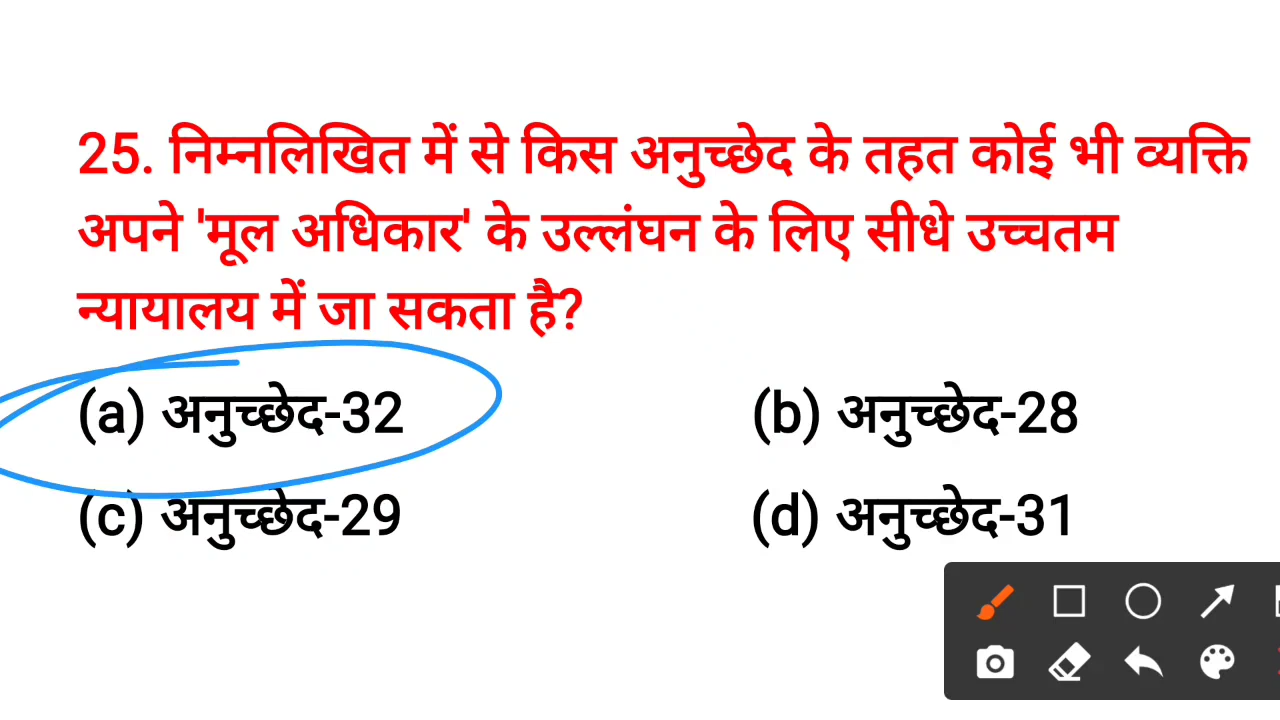 25. निम्नलिखित में से किस अनुच्छेद के तहत कोई भी व्यक्ति
अपने 'मूल अधिकार' के उल्लंघन के लिए सीधे उच्चतम
न्यायालय में जा सकता है?
(a) अनुच्छेद-32 (b) अनुच्छेद-28
(c) अनुच्छेद-29 (d) अनुच्छेद-31